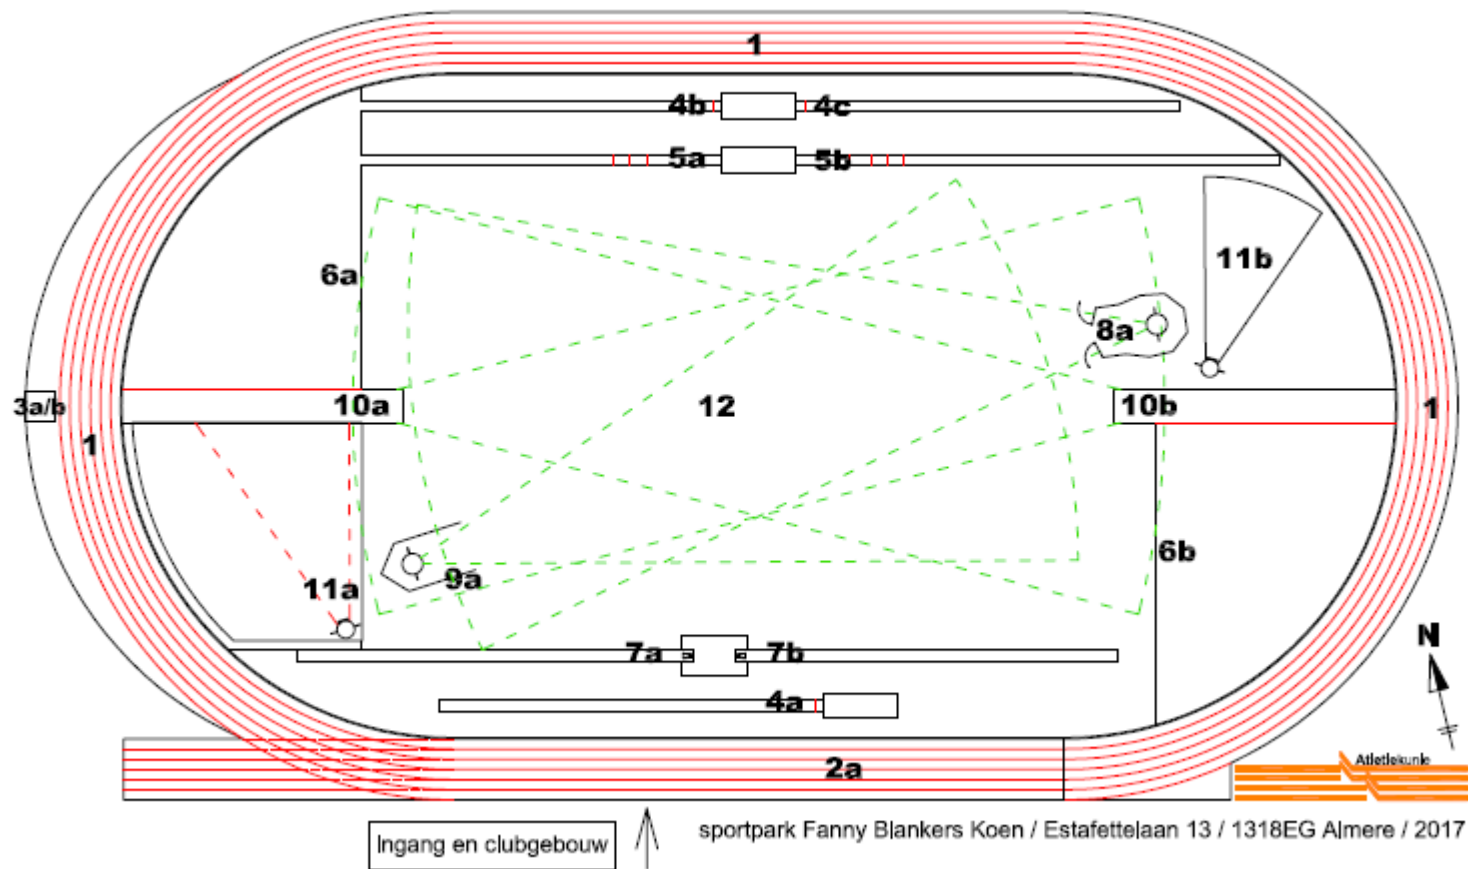 1
4b 4c
5a 5b
6a 11b
8a
3a/b 10a 12 10b 1
1
6b
11a 9a
7a 7b N
4a
2a Atletiekunie
Ingang en clubgebouw sportpark Fanny Blankers Koen / Estafettelaan 13 / 1318EG Almere / 2017